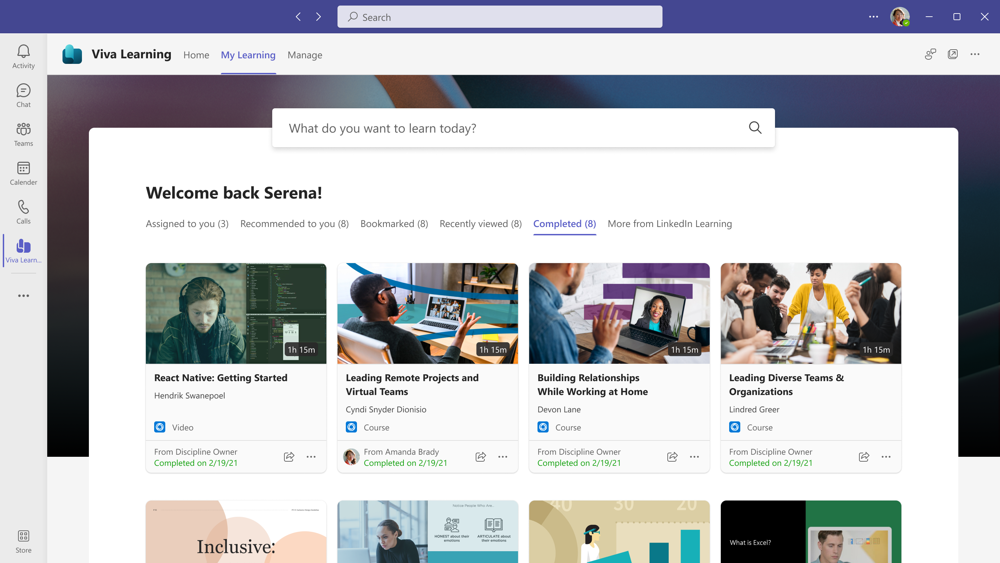 Search
Activity
Chat
Teams
Calender
Calls
Viva Learn...
Store
Viva Learning
Home
My Learning
Manage
What do you want to learn today?
Welcome back Serena!
Assigned to you (3)
Recommended to you (8)
Bookmarked (8)
Recently viewed (8)
Completed (8)
More from LinkedIn Learning
1h 15m
React Native: Getting Started
Hendrik Swanepoel
Video
From Discipline Owner
Completed on 2/19/21
1h 15m
Leading Remote Projects and
Virtual Teams
Cyndi Snyder Dionisio
Course
From Amanda Brady
Completed on 2/19/21
1h 15m
Building Relationships
While Working at Home
Devon Lane
Course
From Discipline Owner
Completed on 2/19/21
1h 15m
Leading Diverse Teams &
Organizations
Lindred Greer
Course
From Discipline Owner
Completed on 2/19/21
FY 21 Inclusive Design Guideline
Inclusive:
Notice People Who Are...
HONEST about their
emotions
ARTICULATE about
their emotions
40
30
20
What is Excel?